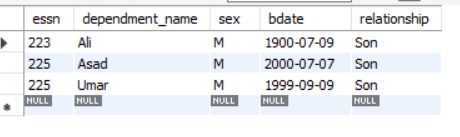 essn dependment_name sex bdate relationship
223 Ali M 1900-07-09 Son
225 Asad M 2000-07-07 Son
225 Umar M 1999-09-09 Son
NULL NULL NULL NULL NULL